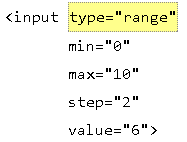 <input type="range"
min="0"
max="10"
step="2"
value="6">